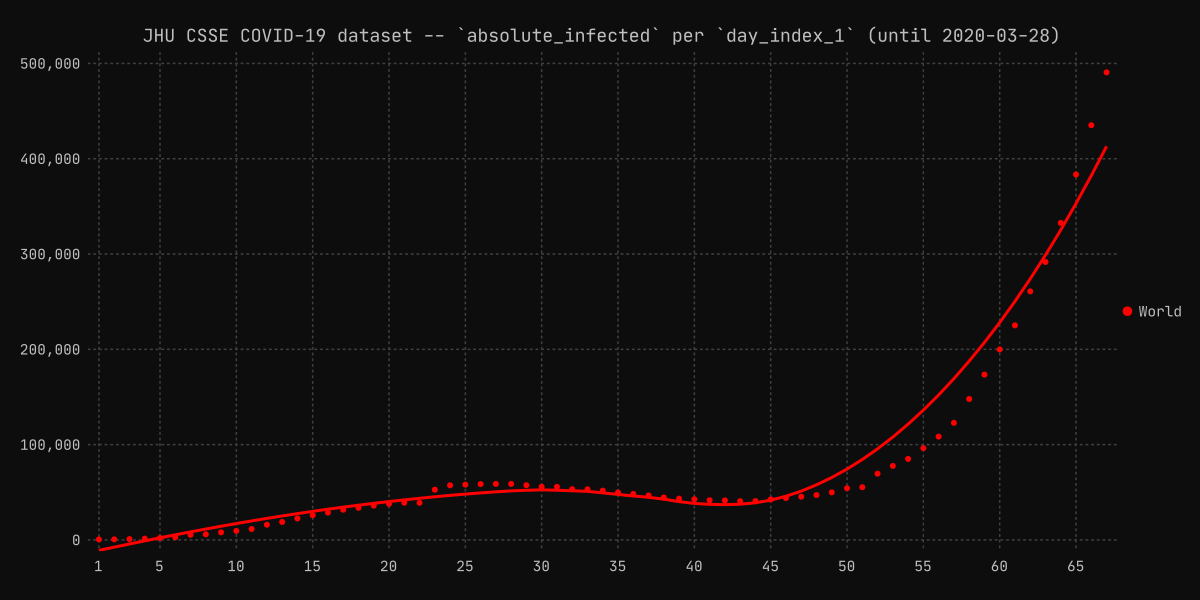 JHU CSSE COVID-19 dataset -- `absolute_infected` per `day_index_1` (until 2020-03-28)
500,000
400,000
300,000
200,000
100,000
0
World
1 5 10 15 20 25 30 35 40 45 50 55 60 65